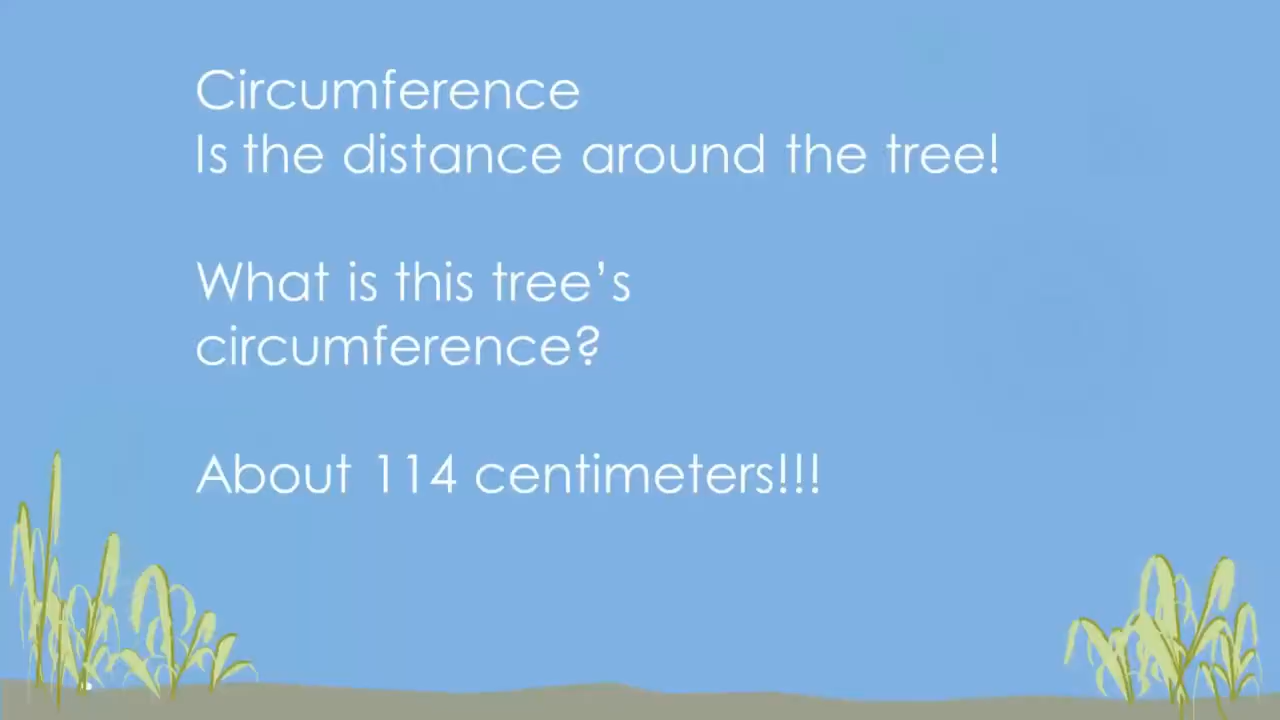 Circumference
Is the distance around the tree!
What is this tree’s
circumference?
About 114 centimeters!!!